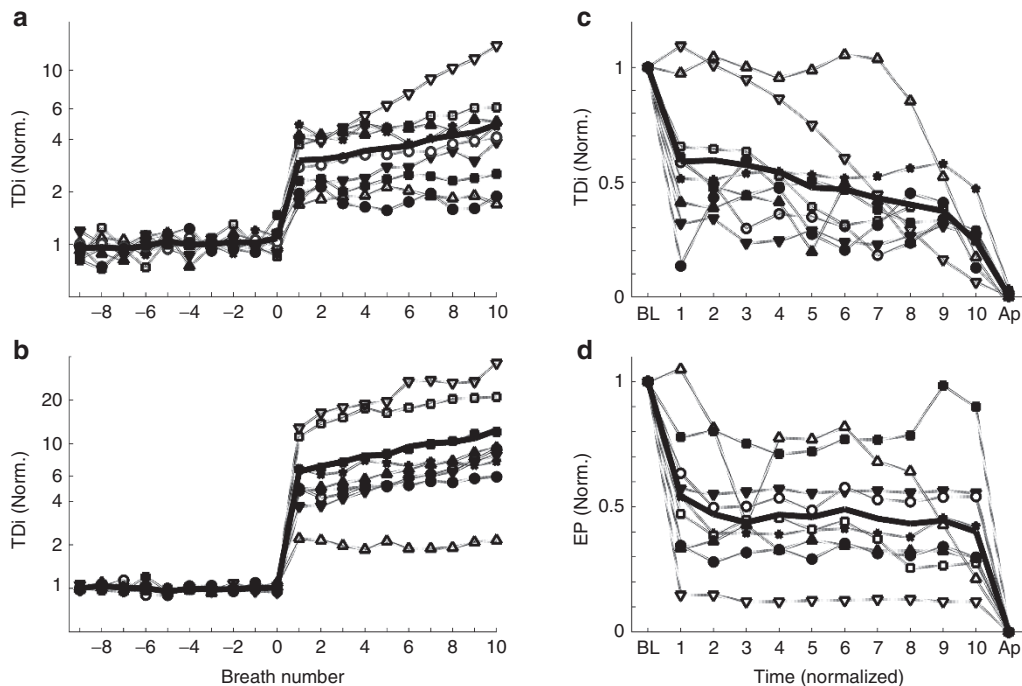 a
TDi (Norm.)
10
6
4
2
1
−8 −6 −4 −2 0 2 4 6 8 10
b
TDi (Norm.)
20
10
6
4
2
1
−8 −6 −4 −2 0 2 4 6 8 10
Breath number
c
TDi (Norm.)
1
0.5
0
BL 1 2 3 4 5 6 7 8 9 10 Ap
d
EP (Norm.)
1
0.5
0
BL 1 2 3 4 5 6 7 8 9 10 Ap
Time (normalized)